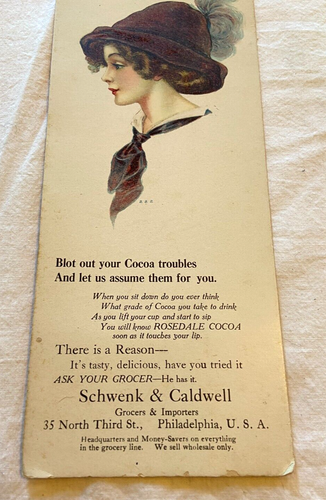 Blot out your Cocoa troubles
And let us assume them for you.
When you sit down do you ever think
What grade of Cocoa you take to drink
As you lift your cup and start to sip
You will know ROSEDALE COCOA
soon as it touches your lip.
There is a Reason—
It's tasty, delicious, have you tried it
ASK YOUR GROCER—He has it.
Schwenk & Caldwell
Grocers & Importers
35 North Third St., Philadelphia, U. S. A.
Headquarters and Money-Savers on everything
in the grocery line. We sell wholesale only.